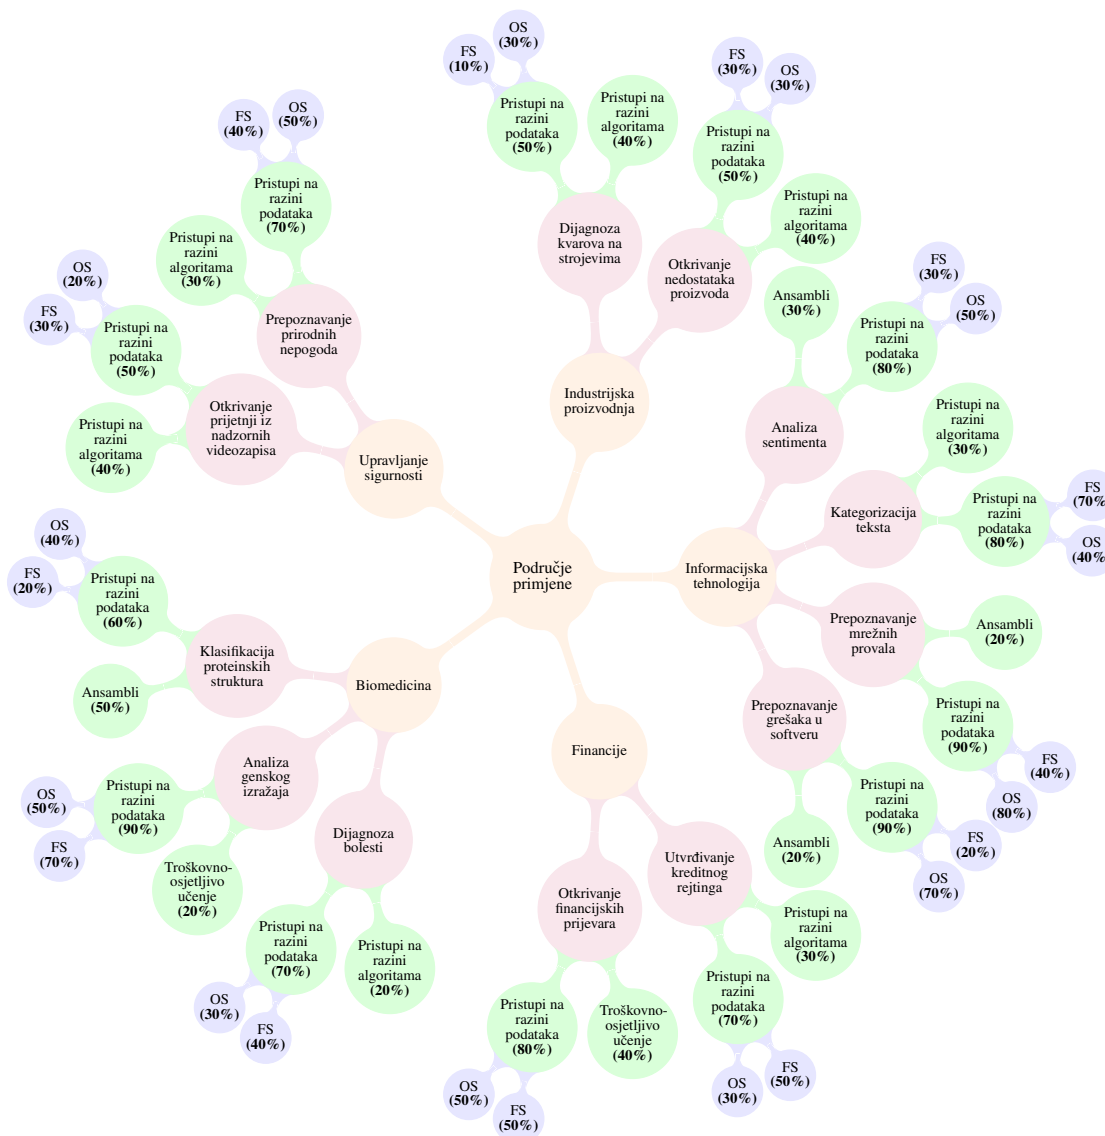 Područje
primjene
Industrijska
proizvodnja
Dijagnoza
kvarova na
strojevima
Pristupi na
razini
podataka
(50%)
FS
(10%)
OS
(30%)
Pristupi na
razini
algoritama
(40%)
Otkrivanje
nedostataka
proizvoda
Pristupi na
razini
podataka
(50%)
FS
(30%)
OS
(30%)
Pristupi na
razini
algoritama
(40%)
Informacijska
tehnologija
Analiza
sentimenta
Ansambli
(30%)
Pristupi na
razini
podataka
(80%)
FS
(30%)
OS
(50%)
Kategorizacija
teksta
Pristupi na
razini
algoritama
(30%)
Pristupi na
razini
podataka
(80%)
FS
(70%)
OS
(40%)
Prepoznavanje
mrežnih
provala
Ansambli
(20%)
Pristupi na
razini
podataka
(90%)
FS
(40%)
OS
(80%)
Prepoznavanje
grešaka u
softveru
Pristupi na
razini
podataka
(90%)
FS
(20%)
OS
(70%)
Ansambli
(20%)
Financije
Utvrđivanje
kreditnog
rejtinga
Pristupi na
razini
algoritama
(30%)
Pristupi na
razini
podataka
(70%)
FS
(50%)
OS
(30%)
Otkrivanje
financijskih
prijevara
Troškovno-
osjetljivo
učenje
(40%)
Pristupi na
razini
podataka
(80%)
FS
(50%)
OS
(50%)
Biomedicina
Dijagnoza
bolesti
Pristupi na
razini
algoritama
(20%)
Pristupi na
razini
podataka
(70%)
FS
(40%)
OS
(30%)
Analiza
genskog
izražaja
Troškovno-
osjetljivo
učenje
(20%)
Pristupi na
razini
podataka
(90%)
FS
(70%)
OS
(50%)
Klasifikacija
proteinskih
struktura
Ansambli
(50%)
Pristupi na
razini
podataka
(60%)
FS
(20%)
OS
(40%)
Upravljanje
sigurnosti
Otkrivanje
prijetnji iz
nadzornih
videozapisa
Pristupi na
razini
algoritama
(40%)
Pristupi na
razini
podataka
(50%)
FS
(30%)
OS
(20%)
Prepoznavanje
prirodnih
nepogoda
Pristupi na
razini
algoritama
(30%)
Pristupi na
razini
podataka
(70%)
FS
(40%)
OS
(50%)